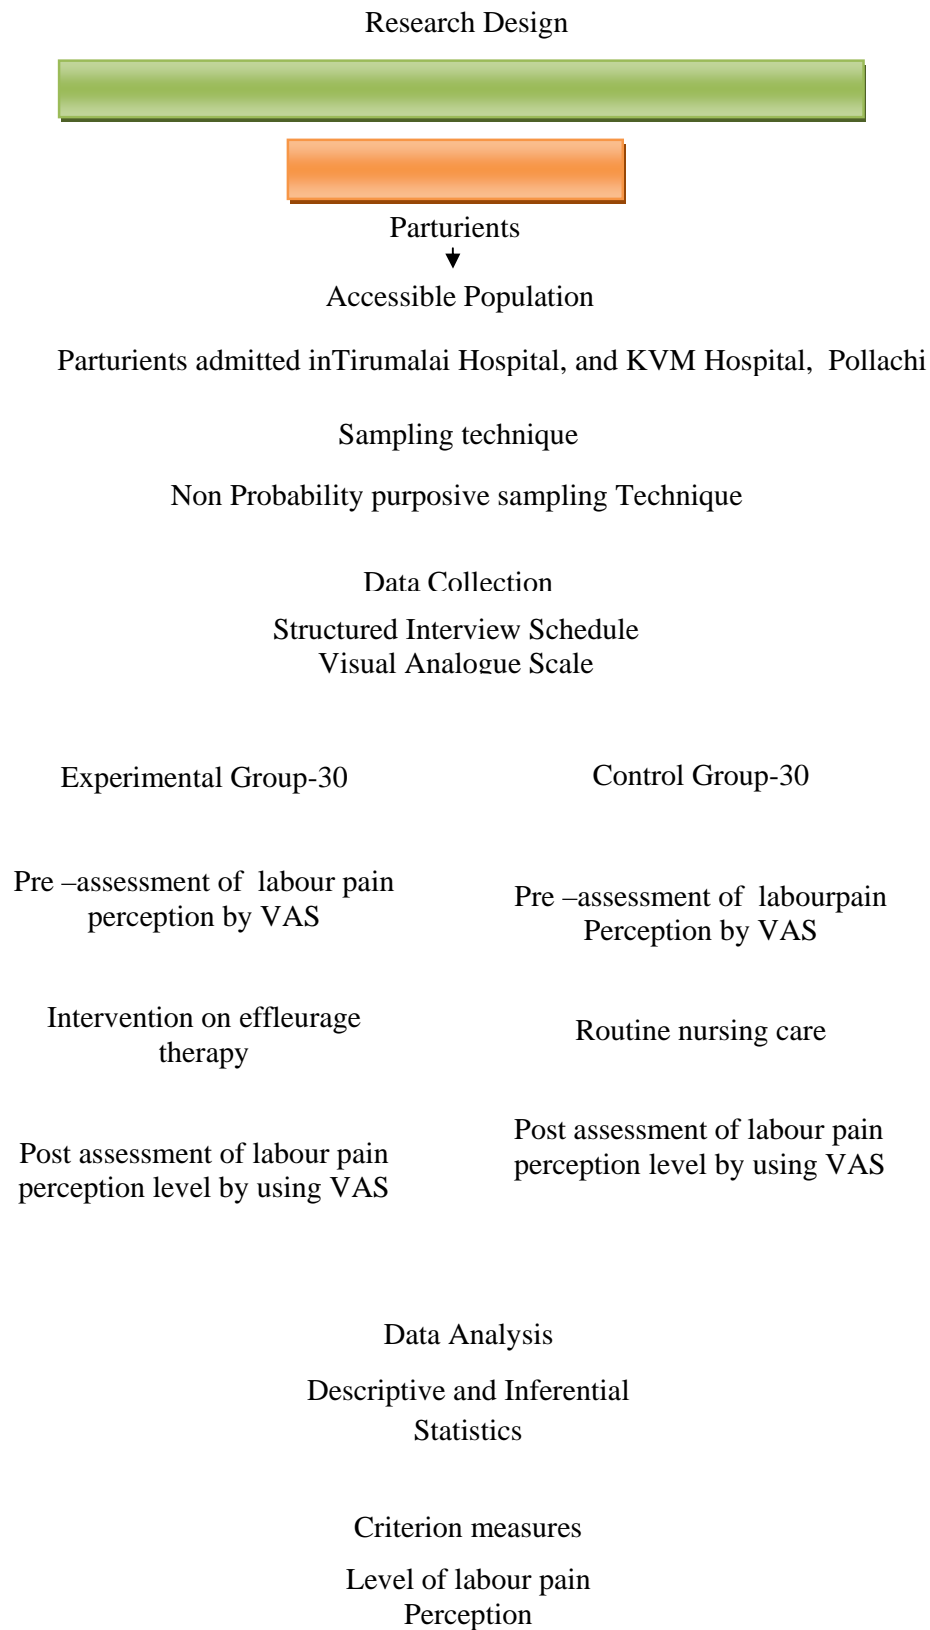 Research Design
Parturients
Accessible Population
Parturients admitted inTirumalai Hospital, and KVM Hospital, Pollachi
Sampling technique
Non Probability purposive sampling Technique
Data Collection
Structured Interview Schedule
Visual Analogue Scale
Experimental Group-30
Control Group-30
Pre –assessment of labour pain
perception by VAS
Pre –assessment of labourpain
Perception by VAS
Intervention on effleurage
therapy
Routine nursing care
Post assessment of labour pain
perception level by using VAS
Post assessment of labour pain
perception level by using VAS
Data Analysis
Descriptive and Inferential
Statistics
Criterion measures
Level of labour pain
Perception